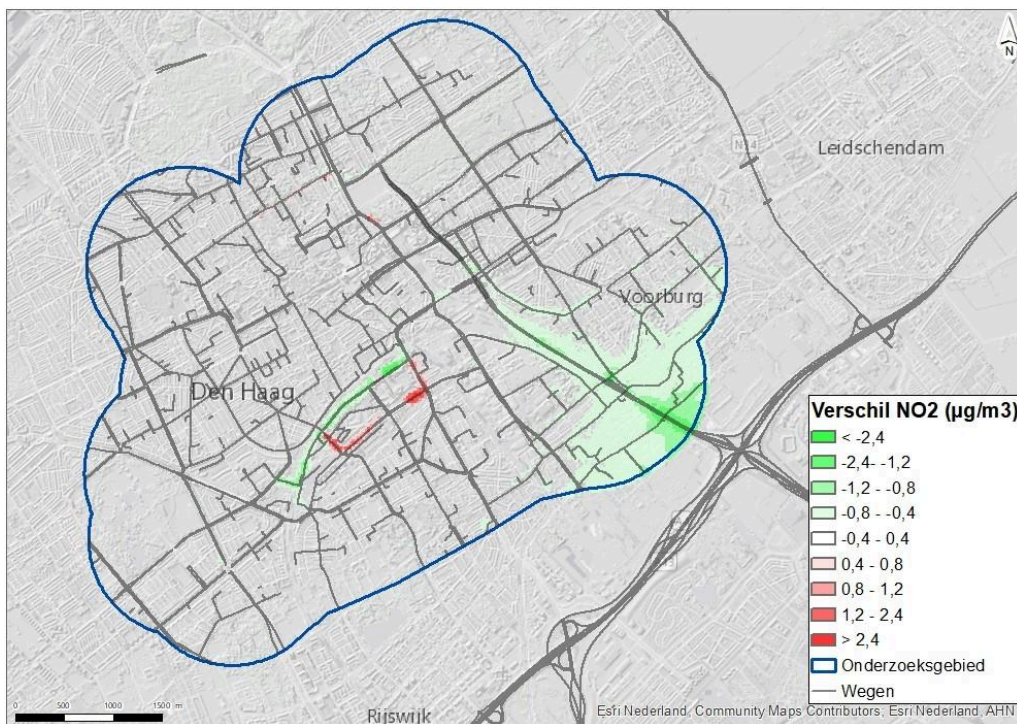 N
N14
Leidschendam
Voorburg
Den Haag
Rijswijk
Verschil NO2 (µg/m3)
< -2,4
-2,4- -1,2
-1,2 - -0,8
-0,8 - -0,4
-0,4 - 0,4
0,4 - 0,8
0,8 - 1,2
1,2 - 2,4
> 2,4
Onderzoeksgebied
Wegen
0 500 1000 1500 m
Esri Nederland, Community Maps Contributors, Esri Nederland, AHN